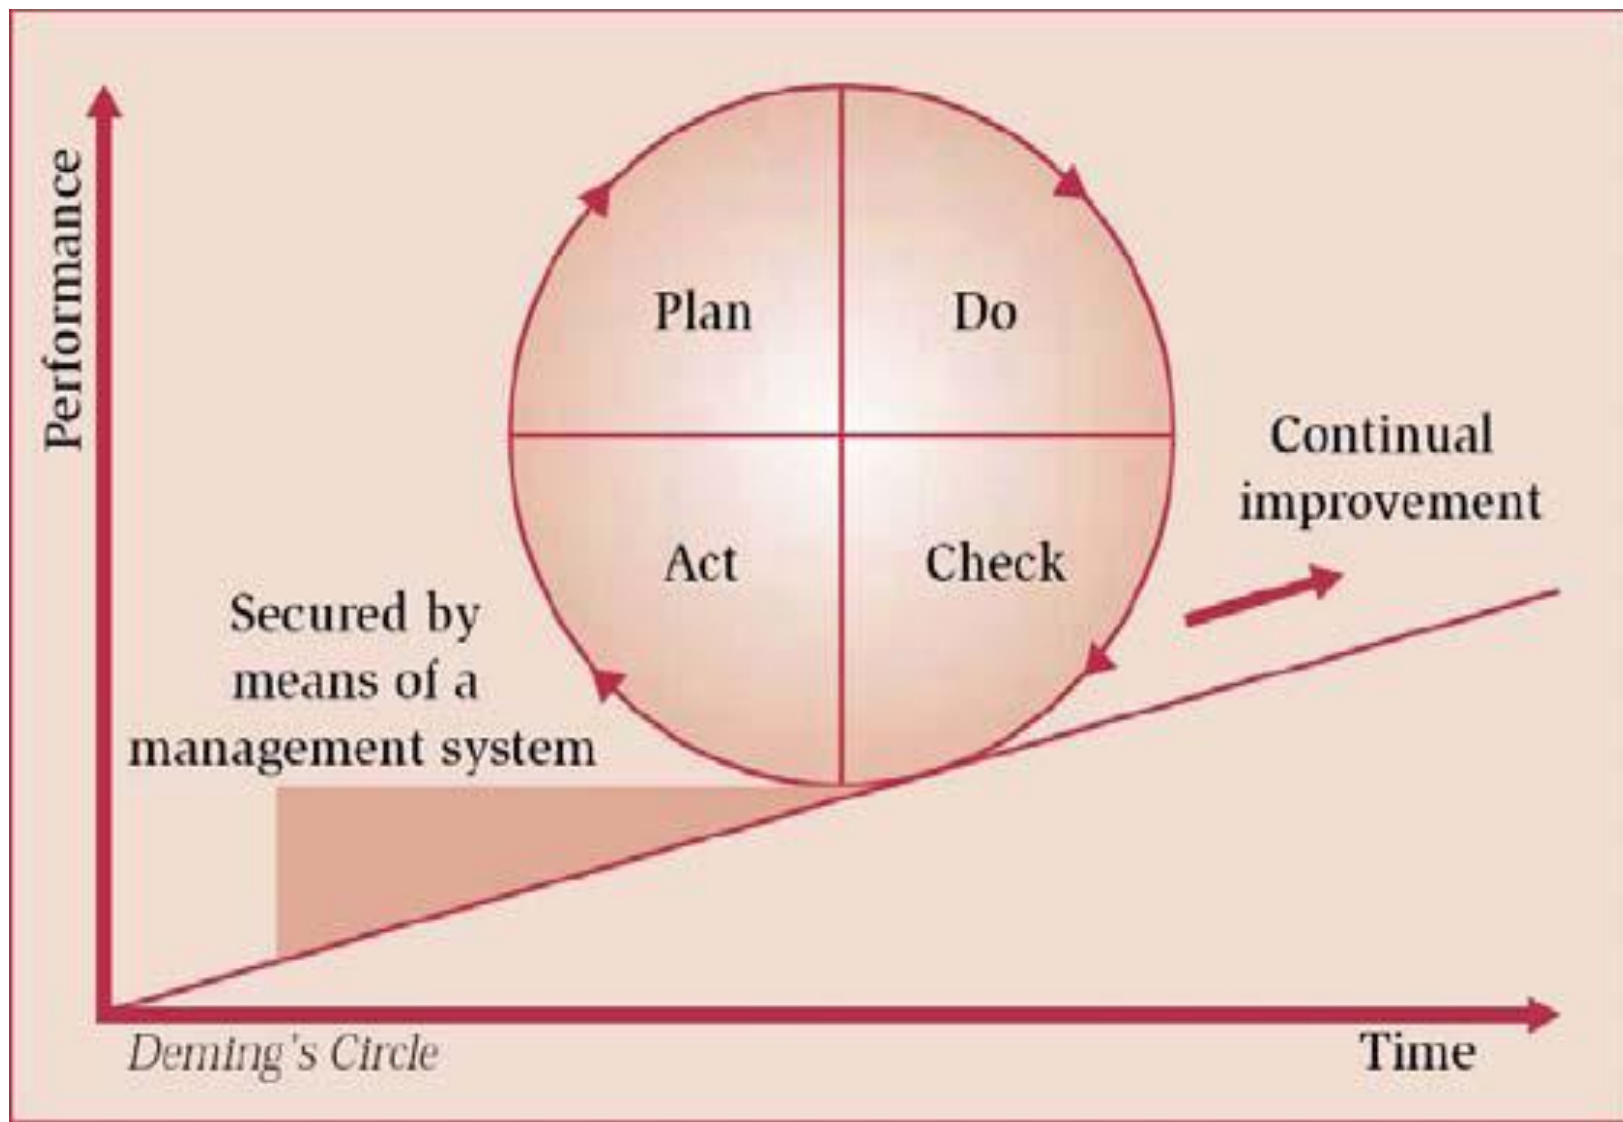 Performance
Plan
Do
Act
Check
Continual
improvement
Secured by
means of a
management system
Deming's Circle
Time